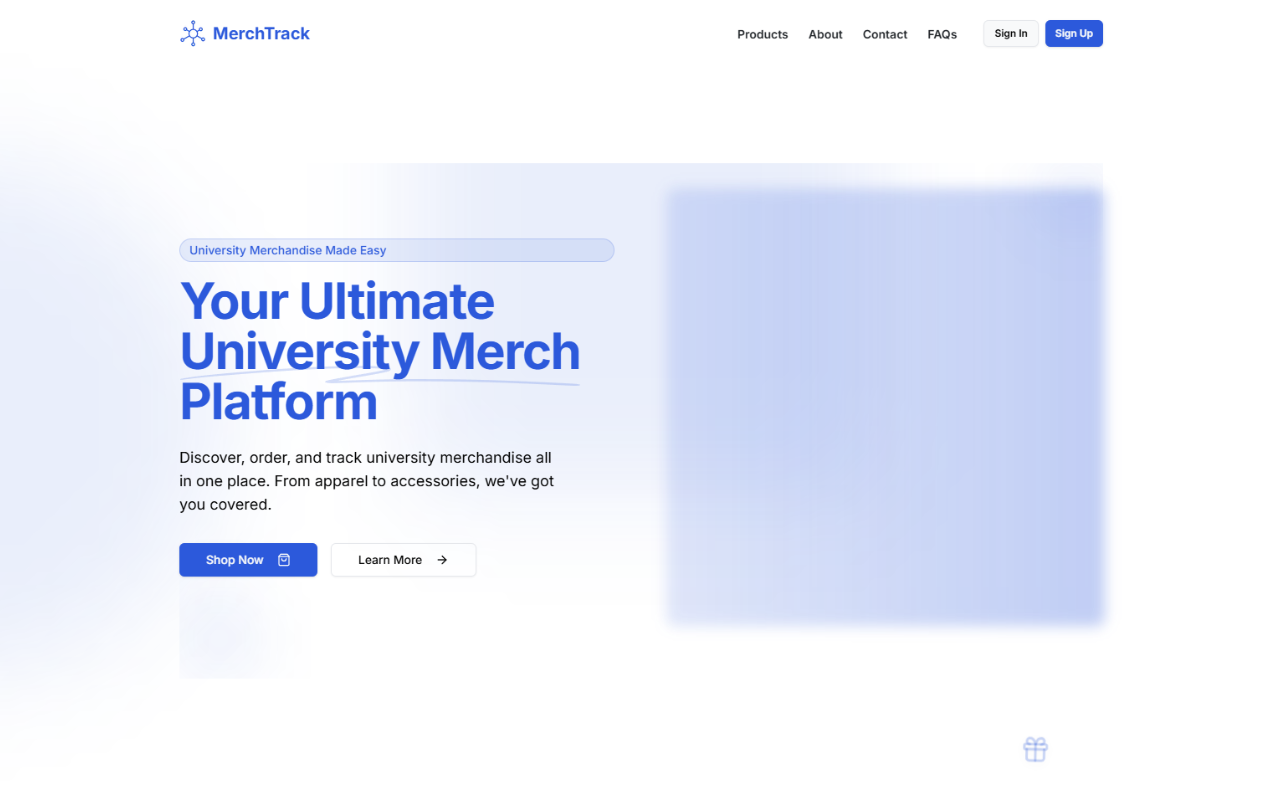 MerchTrack
Products
About
Contact
FAQs
Sign In
Sign Up
University Merchandise Made Easy
Your Ultimate
University Merch
Platform
Discover, order, and track university merchandise all
in one place. From apparel to accessories, we've got
you covered.
Shop Now
Learn More